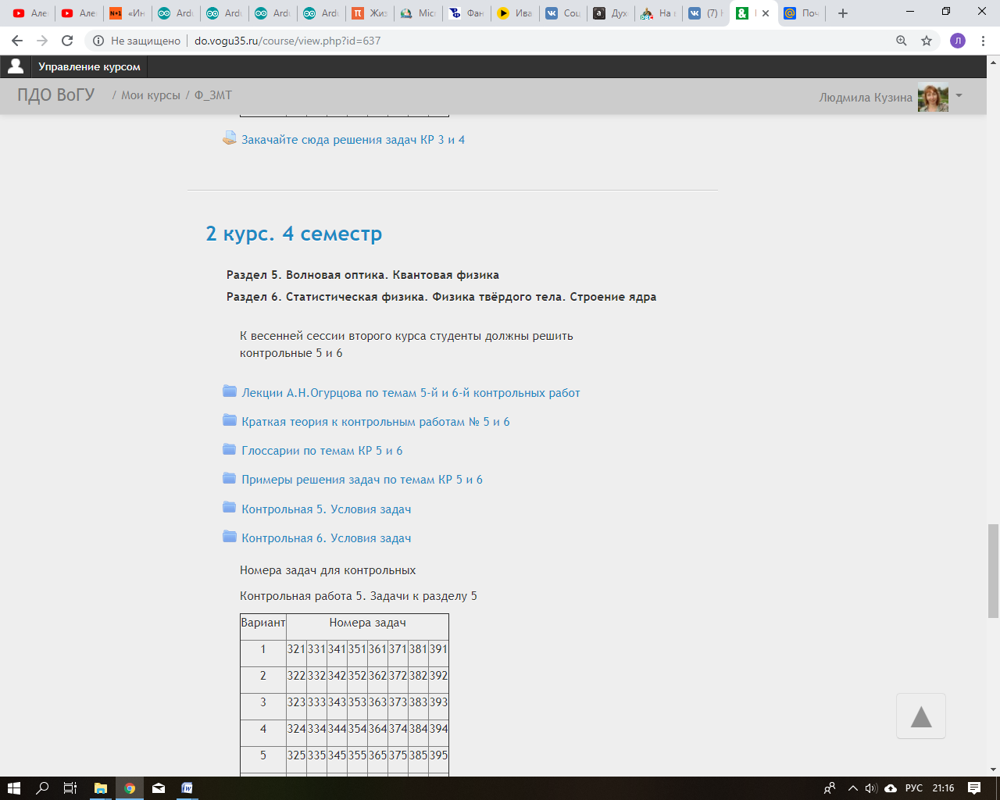 Але
Але
N+1 «Ин
Ard
Ard
Ard
Ard
π Жиз
Mic
Фан
Ива
Соц
a Дух
На в
(7)
&
@ Поч
Не защищено do.vogu35.ru/course/view.php?id=637
Л
Управление курсом
ПДО ВоГУ / Мои курсы / Ф_ЗМТ
Людмила Кузина
Закачайте сюда решения задач КР 3 и 4
2 курс. 4 семестр
Раздел 5. Волновая оптика. Квантовая физика
Раздел 6. Статистическая физика. Физика твёрдого тела. Строение ядра
К весенней сессии второго курса студенты должны решить
контрольные 5 и 6
Лекции А.Н.Огурцова по темам 5-й и 6-й контрольных работ
Краткая теория к контрольным работам № 5 и 6
Глоссарии по темам КР 5 и 6
Примеры решения задач по темам КР 5 и 6
Контрольная 5. Условия задач
Контрольная 6. Условия задач
Номера задач для контрольных
Контрольная работа 5. Задачи к разделу 5
Вариант Номера задач
1 321 331 341 351 361 371 381 391
2 322 332 342 352 362 372 382 392
3 323 333 343 353 363 373 383 393
4 324 334 344 354 364 374 384 394
5 325 335 345 355 365 375 385 395
РУС 21:16